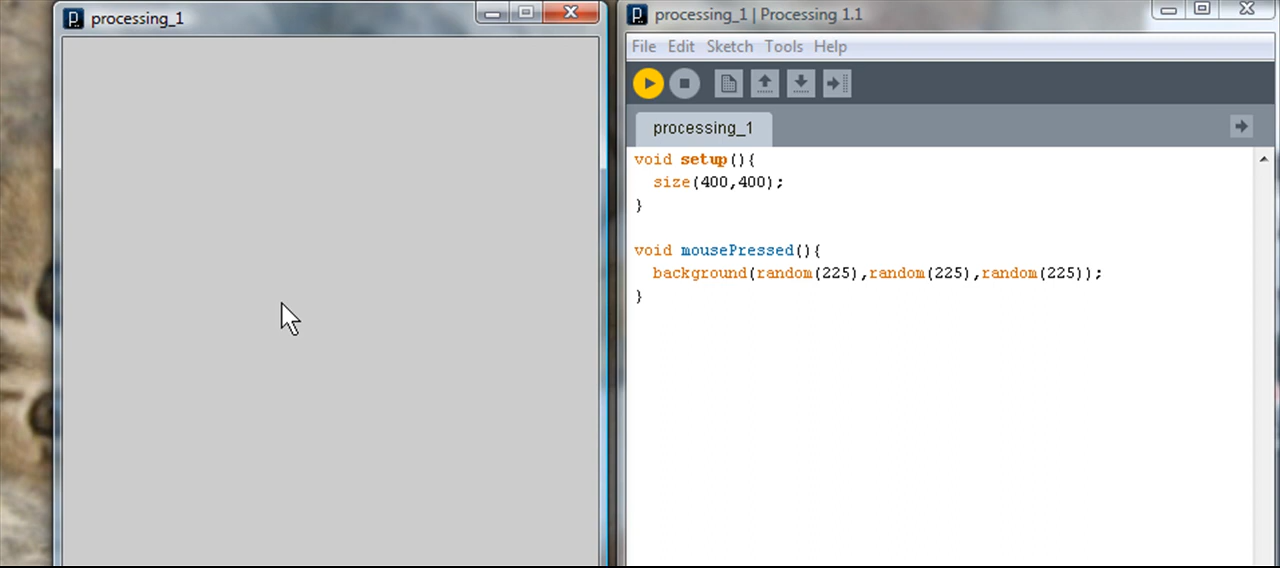 processing_1
processing_1 | Processing 1.1
File Edit Sketch Tools Help
processing_1
void setup(){
  size(400,400);
}
void mousePressed(){
  background(random(225),random(225),random(225));
}